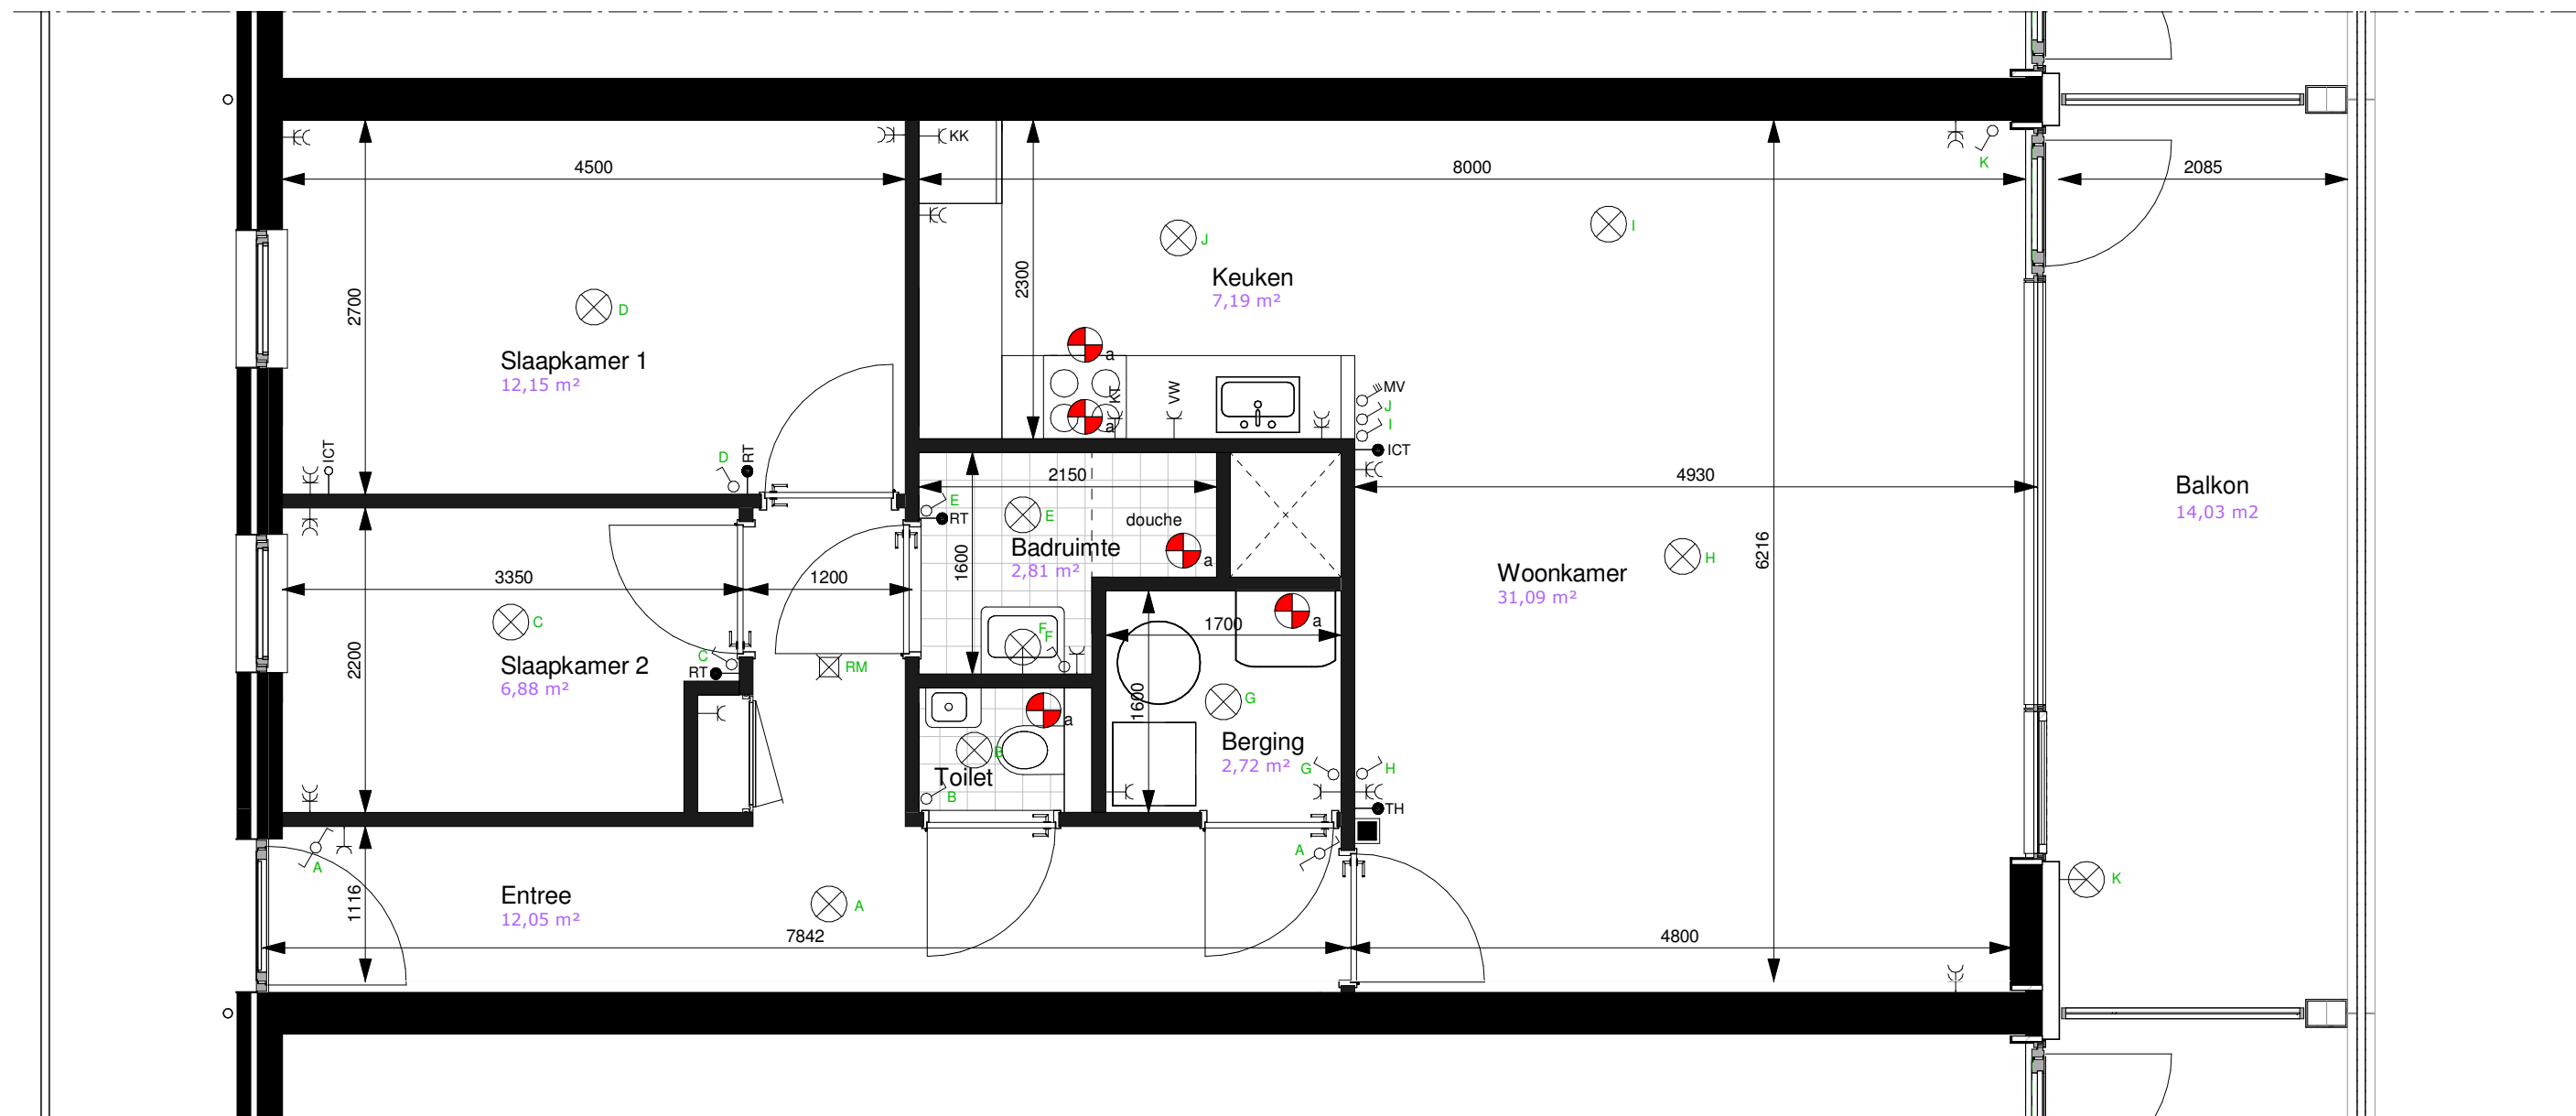 KK
4500
8000
2085
K
J
I
Keuken
7,19 m²
2300
2700
D
Slaapkamer 1
12,15 m²
a
KT
VW
MV
J
I
ICT
a
ICT
D
RT
2150
4930
Balkon
14,03 m2
E
RT
E
douche
Badruimte
2,81 m²
1600
a
H
6216
Woonkamer
31,09 m²
3350
1200
C
2200
Slaapkamer 2
6,88 m²
C
RT
RM
F
F
1700
a
1600
G
a
Berging
2,72 m²
B
Toilet
B
G
H
TH
A
A
Entree
12,05 m²
1116
A
K
7842
4800